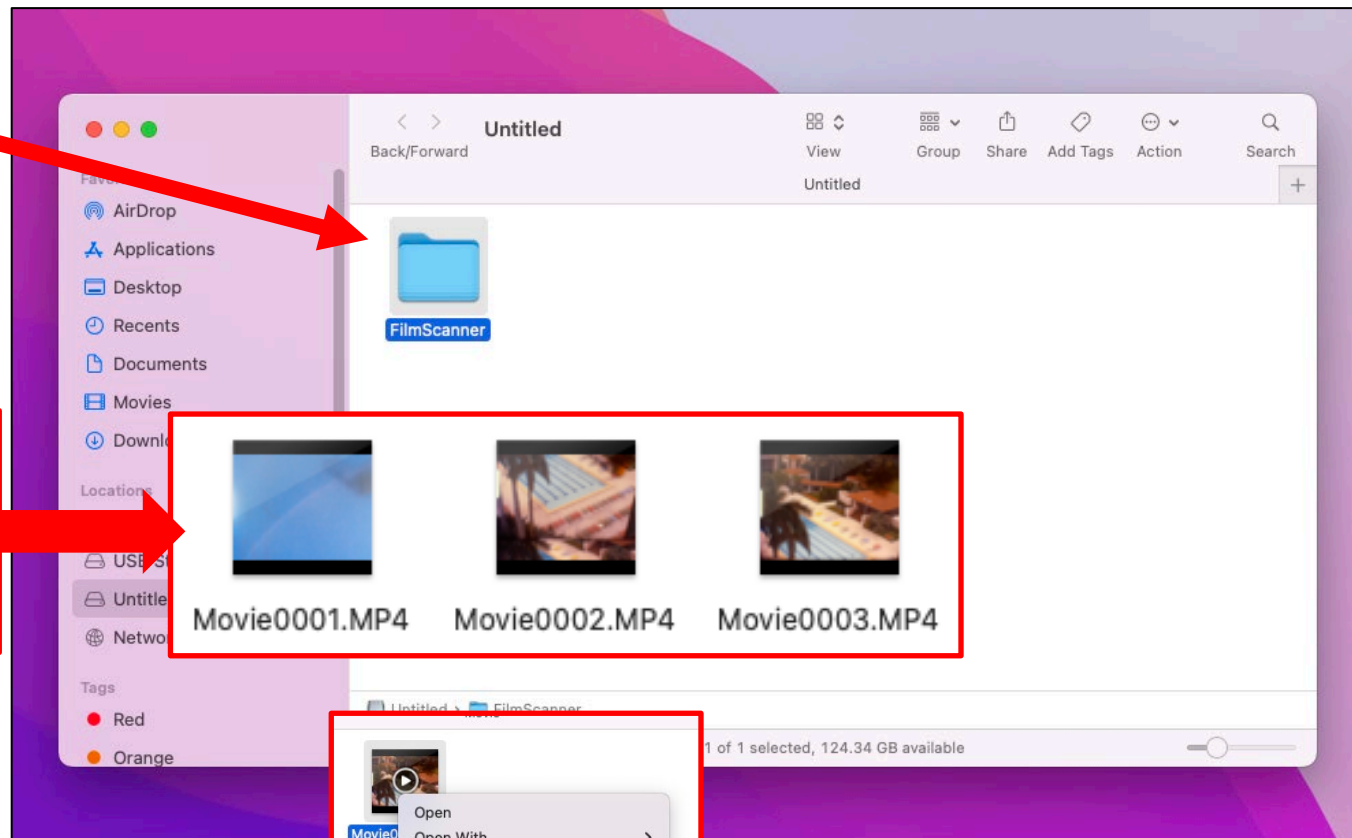 Untitled
Back/Forward
View
Group
Share
Add Tags
Action
Search
Untitled
AirDrop
Applications
Desktop
Recents
Documents
Movies
Locations
Tags
Red
Orange
FilmScanner
Movie0001.MP4
Movie0002.MP4
Movie0003.MP4
Untitled > FilmScanner
1 of 1 selected, 124.34 GB available
Open
Open With